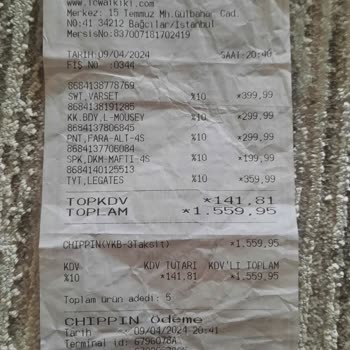 www.lcwaikiki.com
Merkez: 15 Temmuz Mh.Gülbahar Cad.
NO:41 34212 Bağcılar/İstanbul
MersisNo:837007181702419
TARİH:09/04/2024 SAAT:20:40
FİŞ NO :0344
8684138778769
SWT,VARSET %10 *399,99
8684138191285
KK.BDY,L-MOUSEY %10 *299,99
8684137806845
PNT,PARA-ALT-4S %10 *299,99
8684137706084
SPK,DKM-MAFTI-4S %10 *199,99
8684140125513
TYT,LEGATES %10 *359,99
TOPKDV *141,81
TOPLAM *1.559,95
CHIPPIN(YKB-3Taksit) *1.559,95
KDV KDV TUTARI KDV'Lİ TOPLAM
%10 *141,81 *1.559,95
Toplam ürün adedi: 5
CHIPPIN Ödeme
Tarih : 09/04/2024 20:41
Terminal id: 6796078A